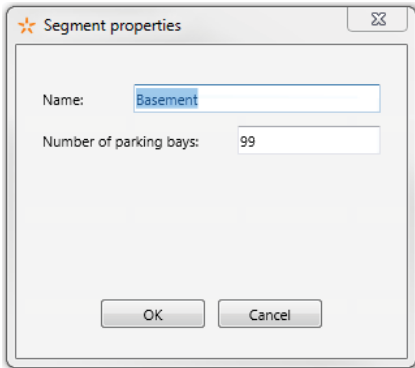 Segment properties
Name: Basement
Number of parking bays: 99
OK Cancel